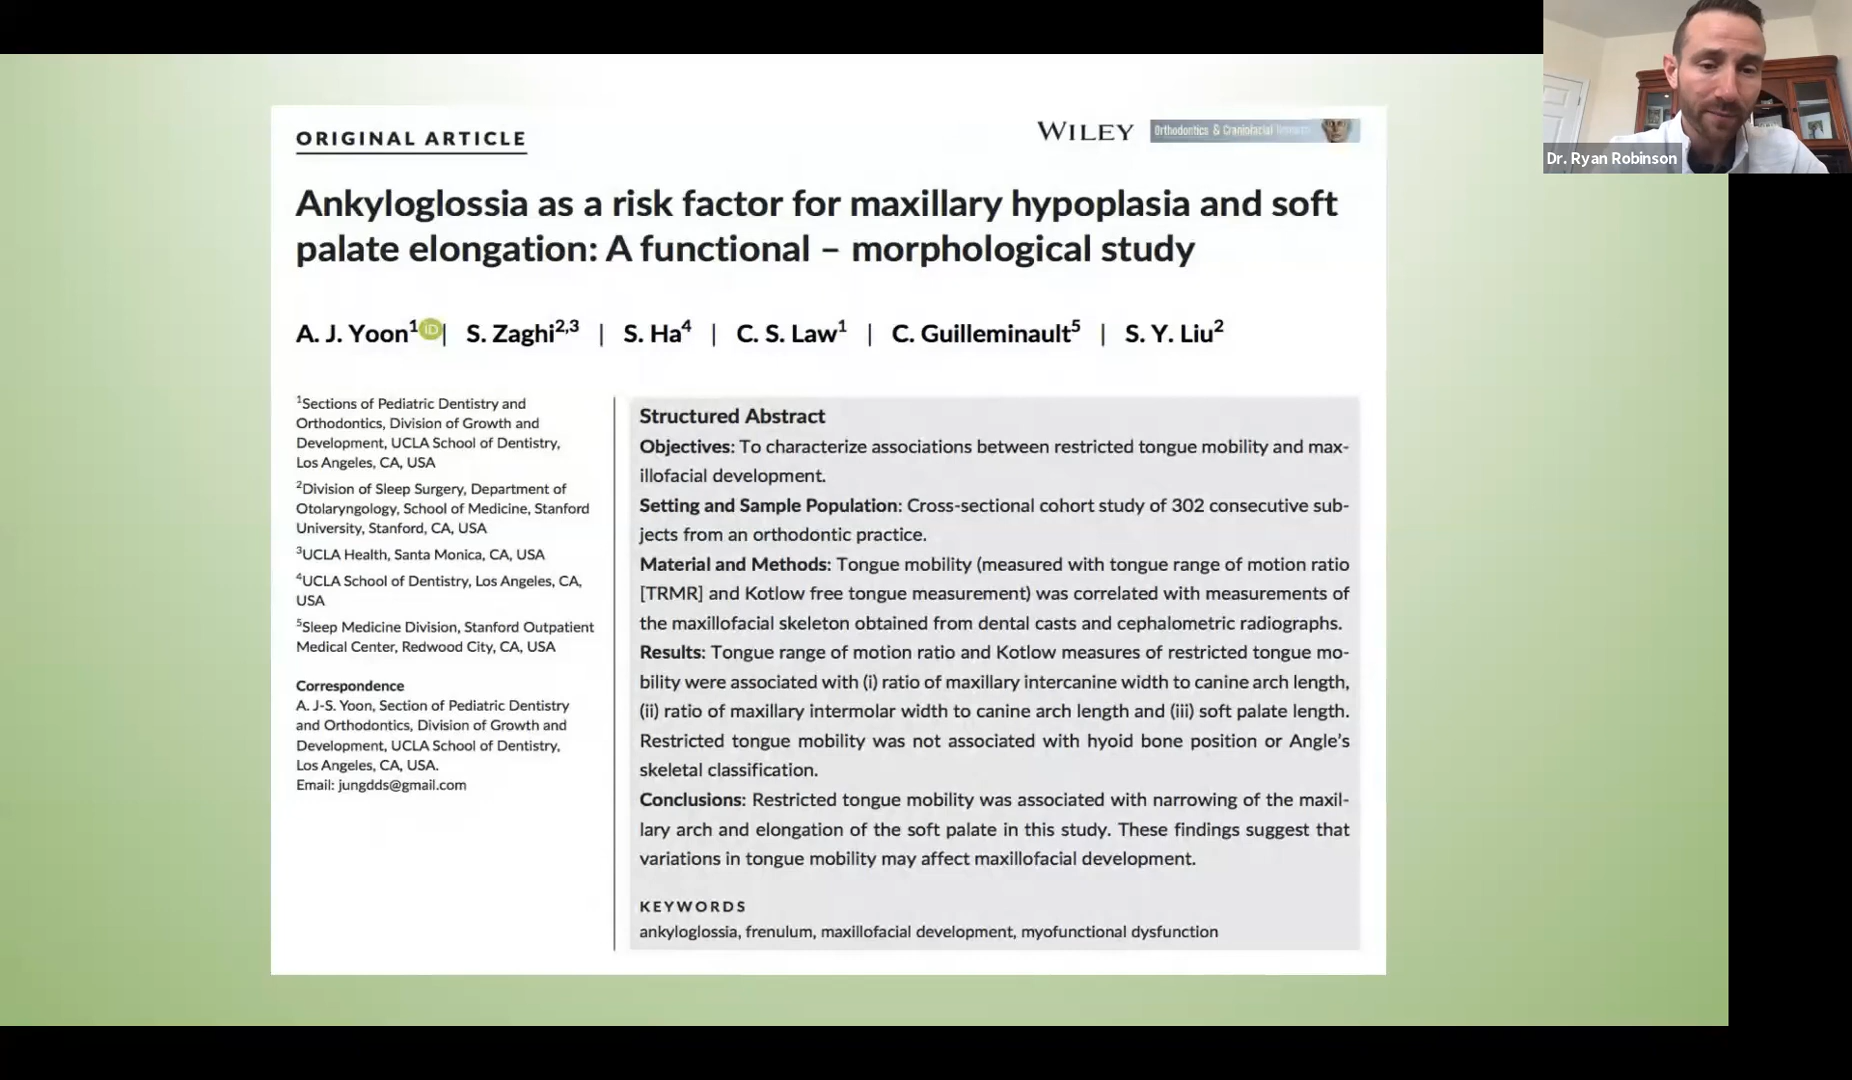 ORIGINAL ARTICLE
WILEY
Orthodontics & Craniofacial Research
Dr. Ryan Robinson
Ankyloglossia as a risk factor for maxillary hypoplasia and soft
palate elongation: A functional – morphological study
A. J. Yoon1 iD | S. Zaghi2,3 | S. Ha4 | C. S. Law1 | C. Guilleminault5 | S. Y. Liu2
1Sections of Pediatric Dentistry and
Orthodontics, Division of Growth and
Development, UCLA School of Dentistry,
Los Angeles, CA, USA
2Division of Sleep Surgery, Department of
Otolaryngology, School of Medicine, Stanford
University, Stanford, CA, USA
3UCLA Health, Santa Monica, CA, USA
4UCLA School of Dentistry, Los Angeles, CA,
USA
5Sleep Medicine Division, Stanford Outpatient
Medical Center, Redwood City, CA, USA
Correspondence
A. J-S. Yoon, Section of Pediatric Dentistry
and Orthodontics, Division of Growth and
Development, UCLA School of Dentistry,
Los Angeles, CA, USA.
Email: jungdds@gmail.com
Structured Abstract
Objectives: To characterize associations between restricted tongue mobility and max-
illofacial development.
Setting and Sample Population: Cross-sectional cohort study of 302 consecutive sub-
jects from an orthodontic practice.
Material and Methods: Tongue mobility (measured with tongue range of motion ratio
[TRMR] and Kotlow free tongue measurement) was correlated with measurements of
the maxillofacial skeleton obtained from dental casts and cephalometric radiographs.
Results: Tongue range of motion ratio and Kotlow measures of restricted tongue mo-
bility were associated with (i) ratio of maxillary intercanine width to canine arch length,
(ii) ratio of maxillary intermolar width to canine arch length and (iii) soft palate length.
Restricted tongue mobility was not associated with hyoid bone position or Angle's
skeletal classification.
Conclusions: Restricted tongue mobility was associated with narrowing of the maxil-
lary arch and elongation of the soft palate in this study. These findings suggest that
variations in tongue mobility may affect maxillofacial development.
KEYWORDS
ankyloglossia, frenulum, maxillofacial development, myofunctional dysfunction